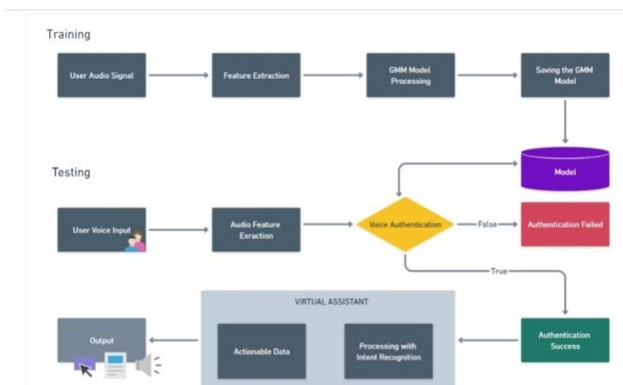 Training
User Audio Signal
Feature Extraction
GMM Model
Processing
Saving the GMM
Model
Model
Testing
User Voice Input
Audio Feature
Exraction
Voice Authentication
False
Authentication Failed
True
VIRTUAL ASSISTANT
Output
Actionable Data
Processing with
Intent Recognition
Authentication
Success